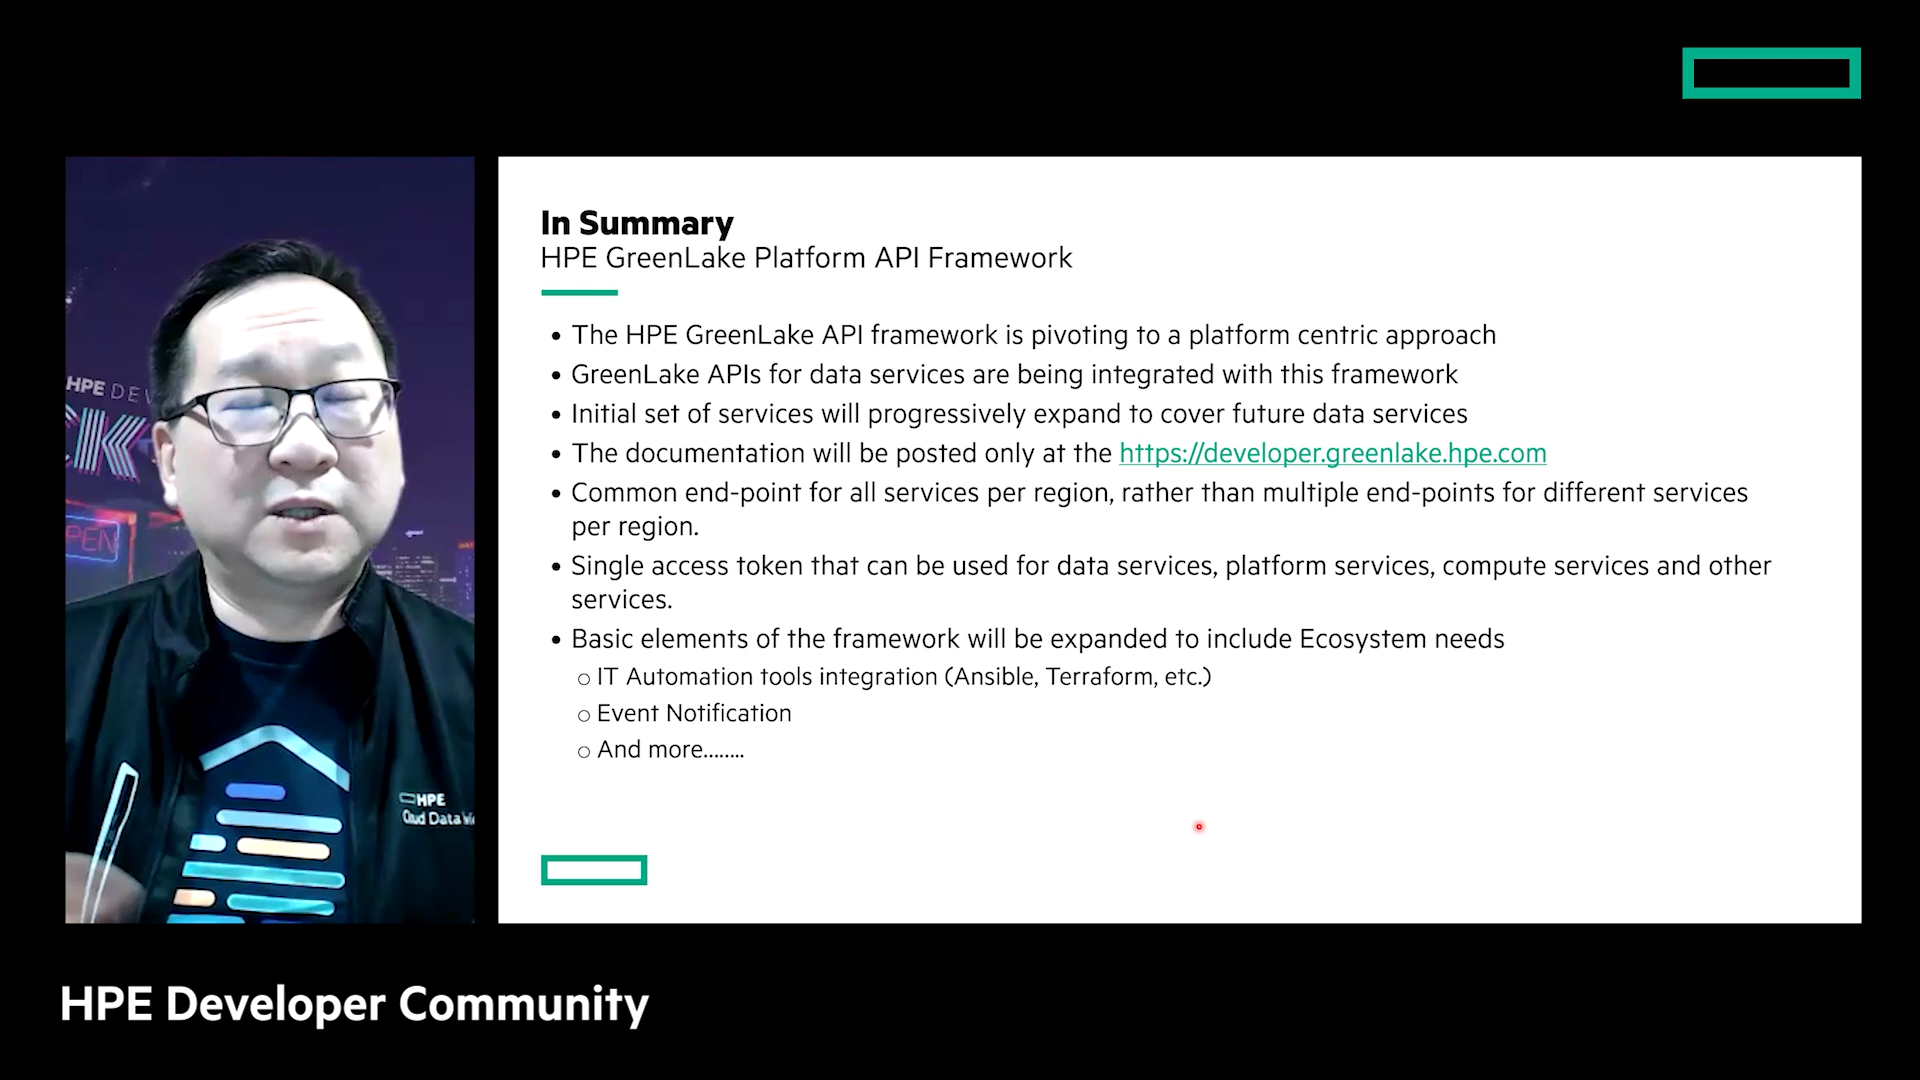 In Summary
HPE GreenLake Platform API Framework
• The HPE GreenLake API framework is pivoting to a platform centric approach
• GreenLake APIs for data services are being integrated with this framework
• Initial set of services will progressively expand to cover future data services
• The documentation will be posted only at the https://developer.greenlake.hpe.com
• Common end-point for all services per region, rather than multiple end-points for different services
per region.
• Single access token that can be used for data services, platform services, compute services and other
services.
• Basic elements of the framework will be expanded to include Ecosystem needs
○ IT Automation tools integration (Ansible, Terraform, etc.)
○ Event Notification
○ And more........
HPE DEV
CK
PEN
HPE
Cloud Data
HPE Developer Community